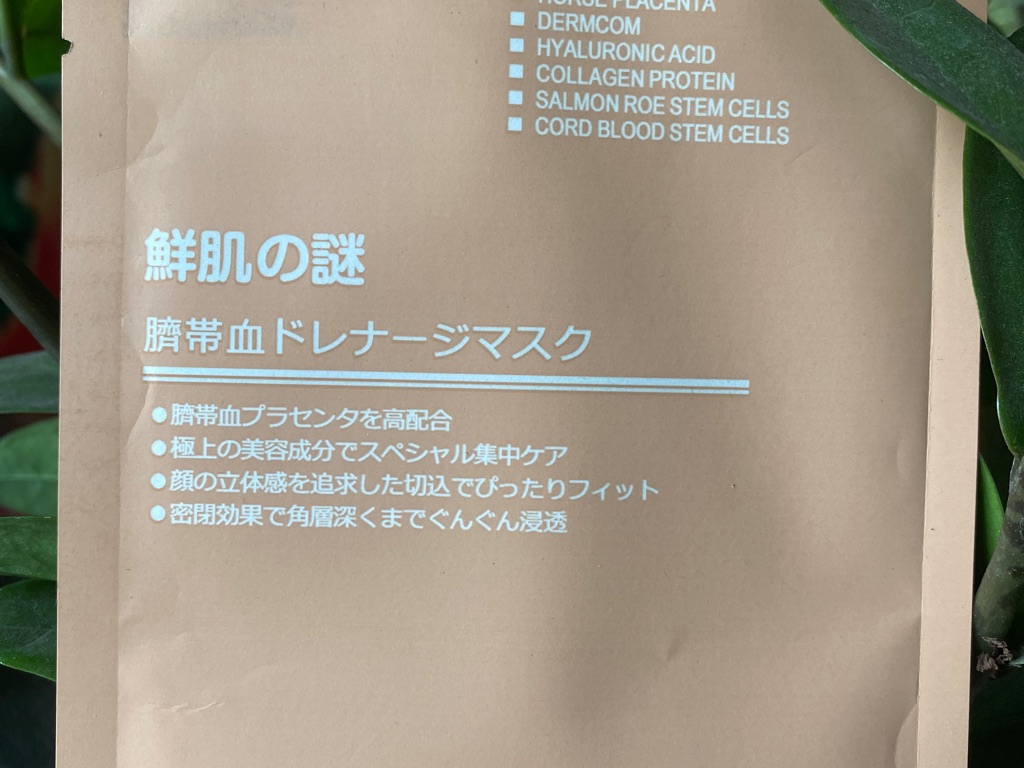 HORSE PLACENTA
DERMCOM
HYALURONIC ACID
COLLAGEN PROTEIN
SALMON ROE STEM CELLS
CORD BLOOD STEM CELLS
鮮肌の謎
臍帯血ドレナージマスク
●臍帯血プラセンタを高配合
●極上の美容成分でスペシャル集中ケア
●顔の立体感を追求した切込でぴったりフィット
●密閉効果で角層深くまでぐんぐん浸透